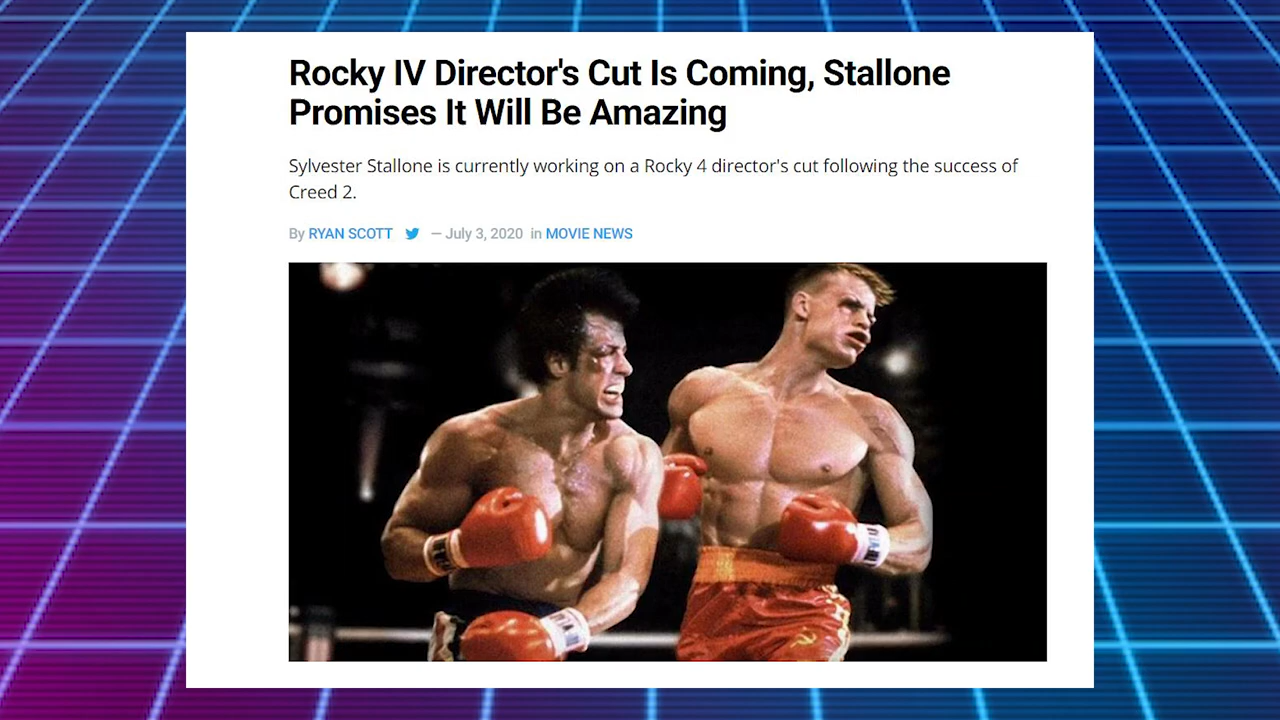 Rocky IV Director's Cut Is Coming, Stallone
Promises It Will Be Amazing
Sylvester Stallone is currently working on a Rocky 4 director's cut following the success of
Creed 2.
By RYAN SCOTT — July 3, 2020 in MOVIE NEWS